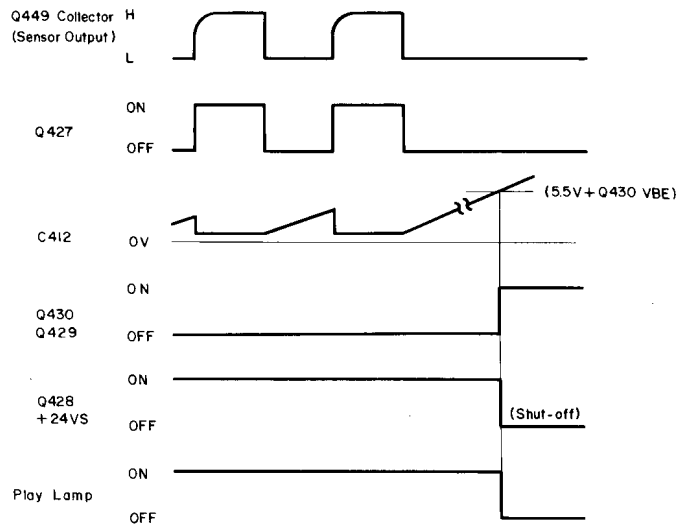 Q449 Collector H
(Sensor Output)
L
ON
Q427
OFF
(5.5V+Q430 VBE)
C412
OV
ON
Q430
Q429
OFF
ON
Q428
+24VS
(Shut-off)
OFF
ON
Play Lamp
OFF